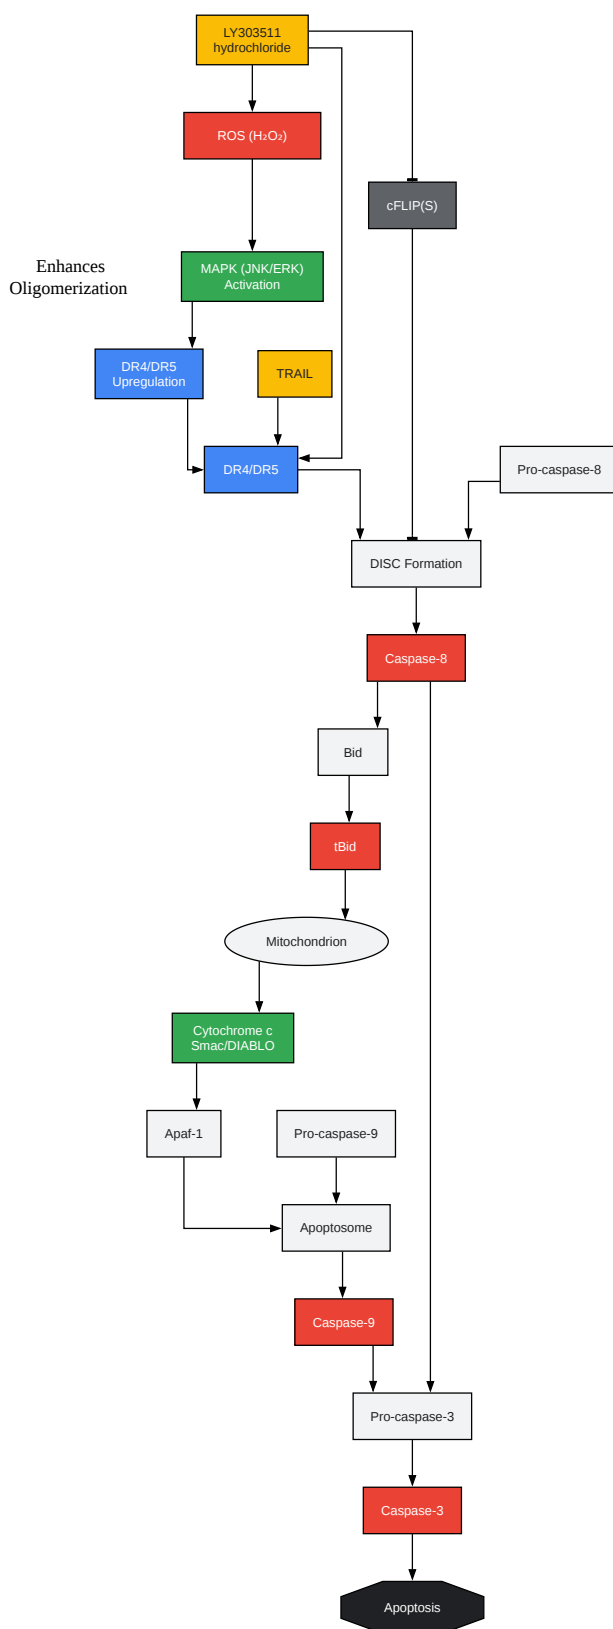 LY303511
hydrochloride
ROS (H₂O₂)
cFLIP(S)
Enhances
Oligomerization
MAPK (JNK/ERK)
Activation
DR4/DR5
Upregulation
TRAIL
DR4/DR5
Pro-caspase-8
DISC Formation
Caspase-8
Bid
tBid
Mitochondrion
Cytochrome c
Smac/DIABLO
Apaf-1
Pro-caspase-9
Apoptosome
Caspase-9
Pro-caspase-3
Caspase-3
Apoptosis